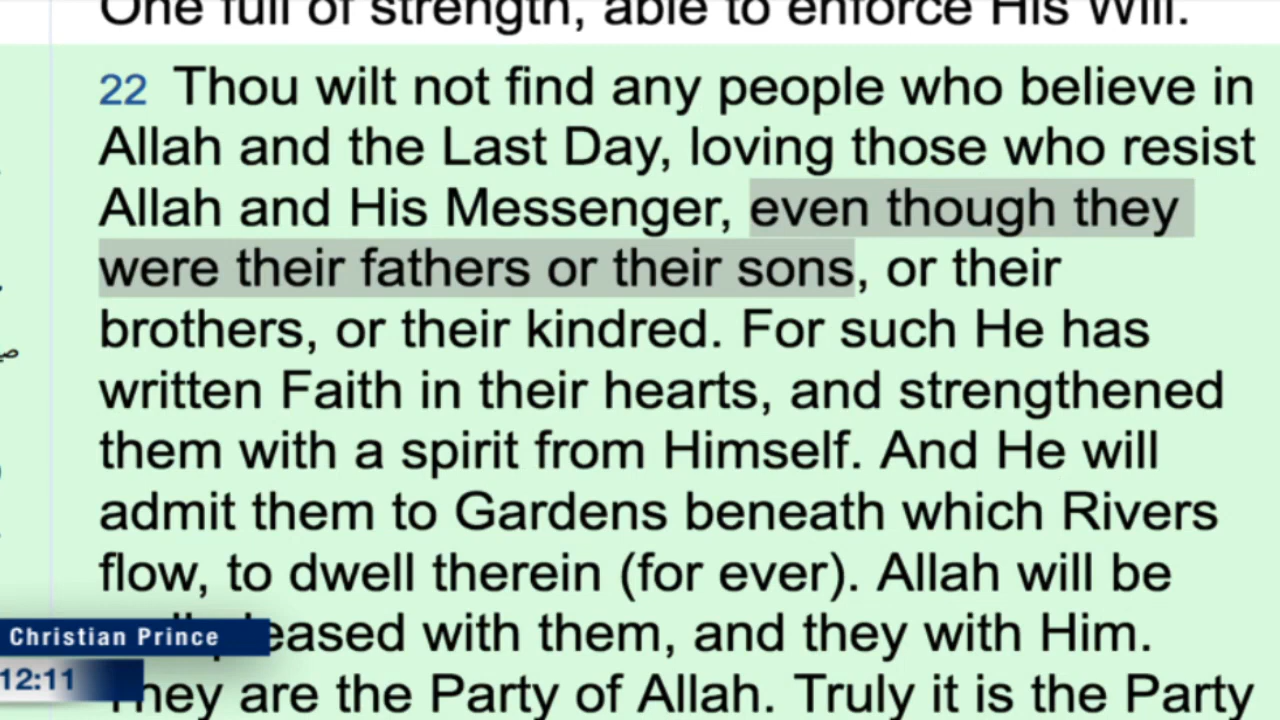 One full of strength, able to enforce His Will.
22 Thou wilt not find any people who believe in
Allah and the Last Day, loving those who resist
Allah and His Messenger, even though they
were their fathers or their sons, or their
brothers, or their kindred. For such He has
written Faith in their hearts, and strengthened
them with a spirit from Himself. And He will
admit them to Gardens beneath which Rivers
flow, to dwell therein (for ever). Allah will be
with them, and they with Him.
They are the Party of Allah. Truly it is the Party
Christian Prince
12:11